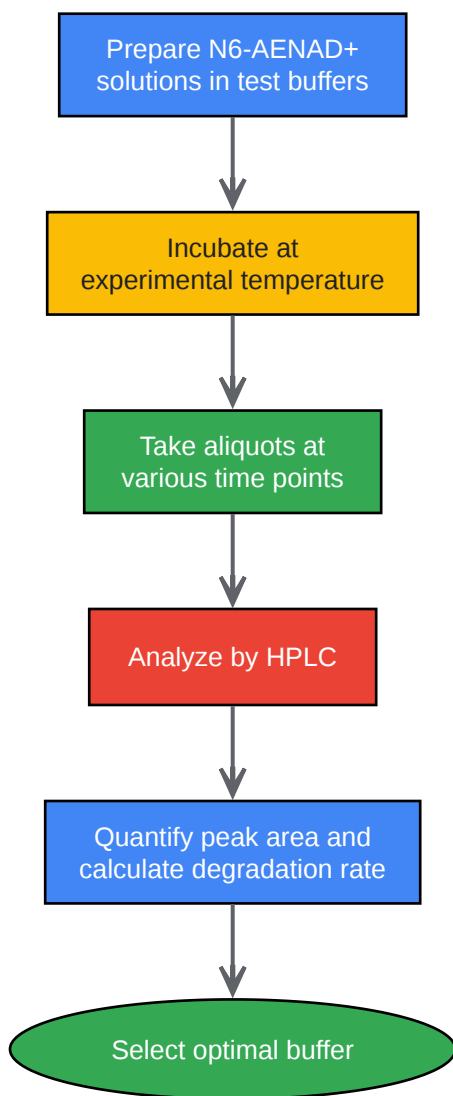 Prepare N6-AENAD+
solutions in test buffers
Incubate at
experimental temperature
Take aliquots at
various time points
Analyze by HPLC
Quantify peak area and
calculate degradation rate
Select optimal buffer